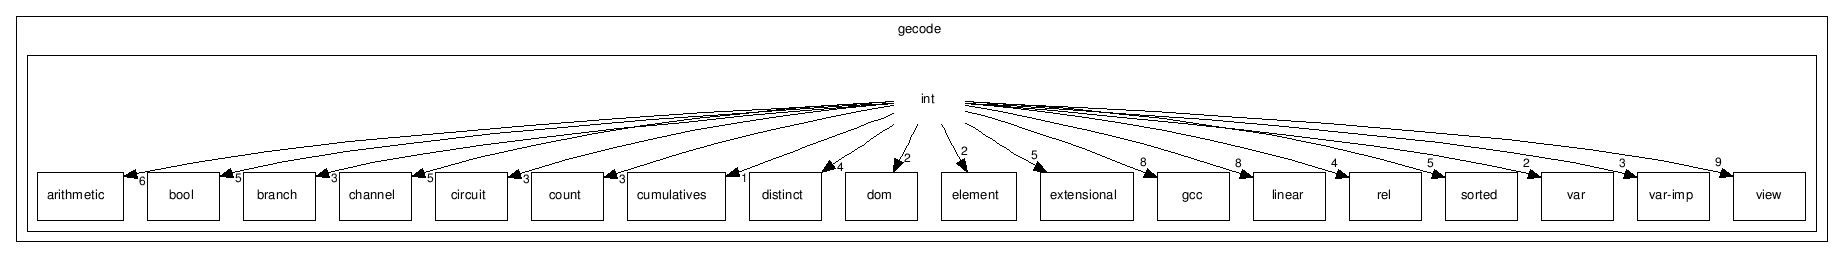 gecode
int
6 5 3 5 3 3 1 4 2 2 5 8 8 4 5 2 3 9
arithmetic bool branch channel circuit count cumulatives distinct dom element extensional gcc linear rel sorted var var-imp view